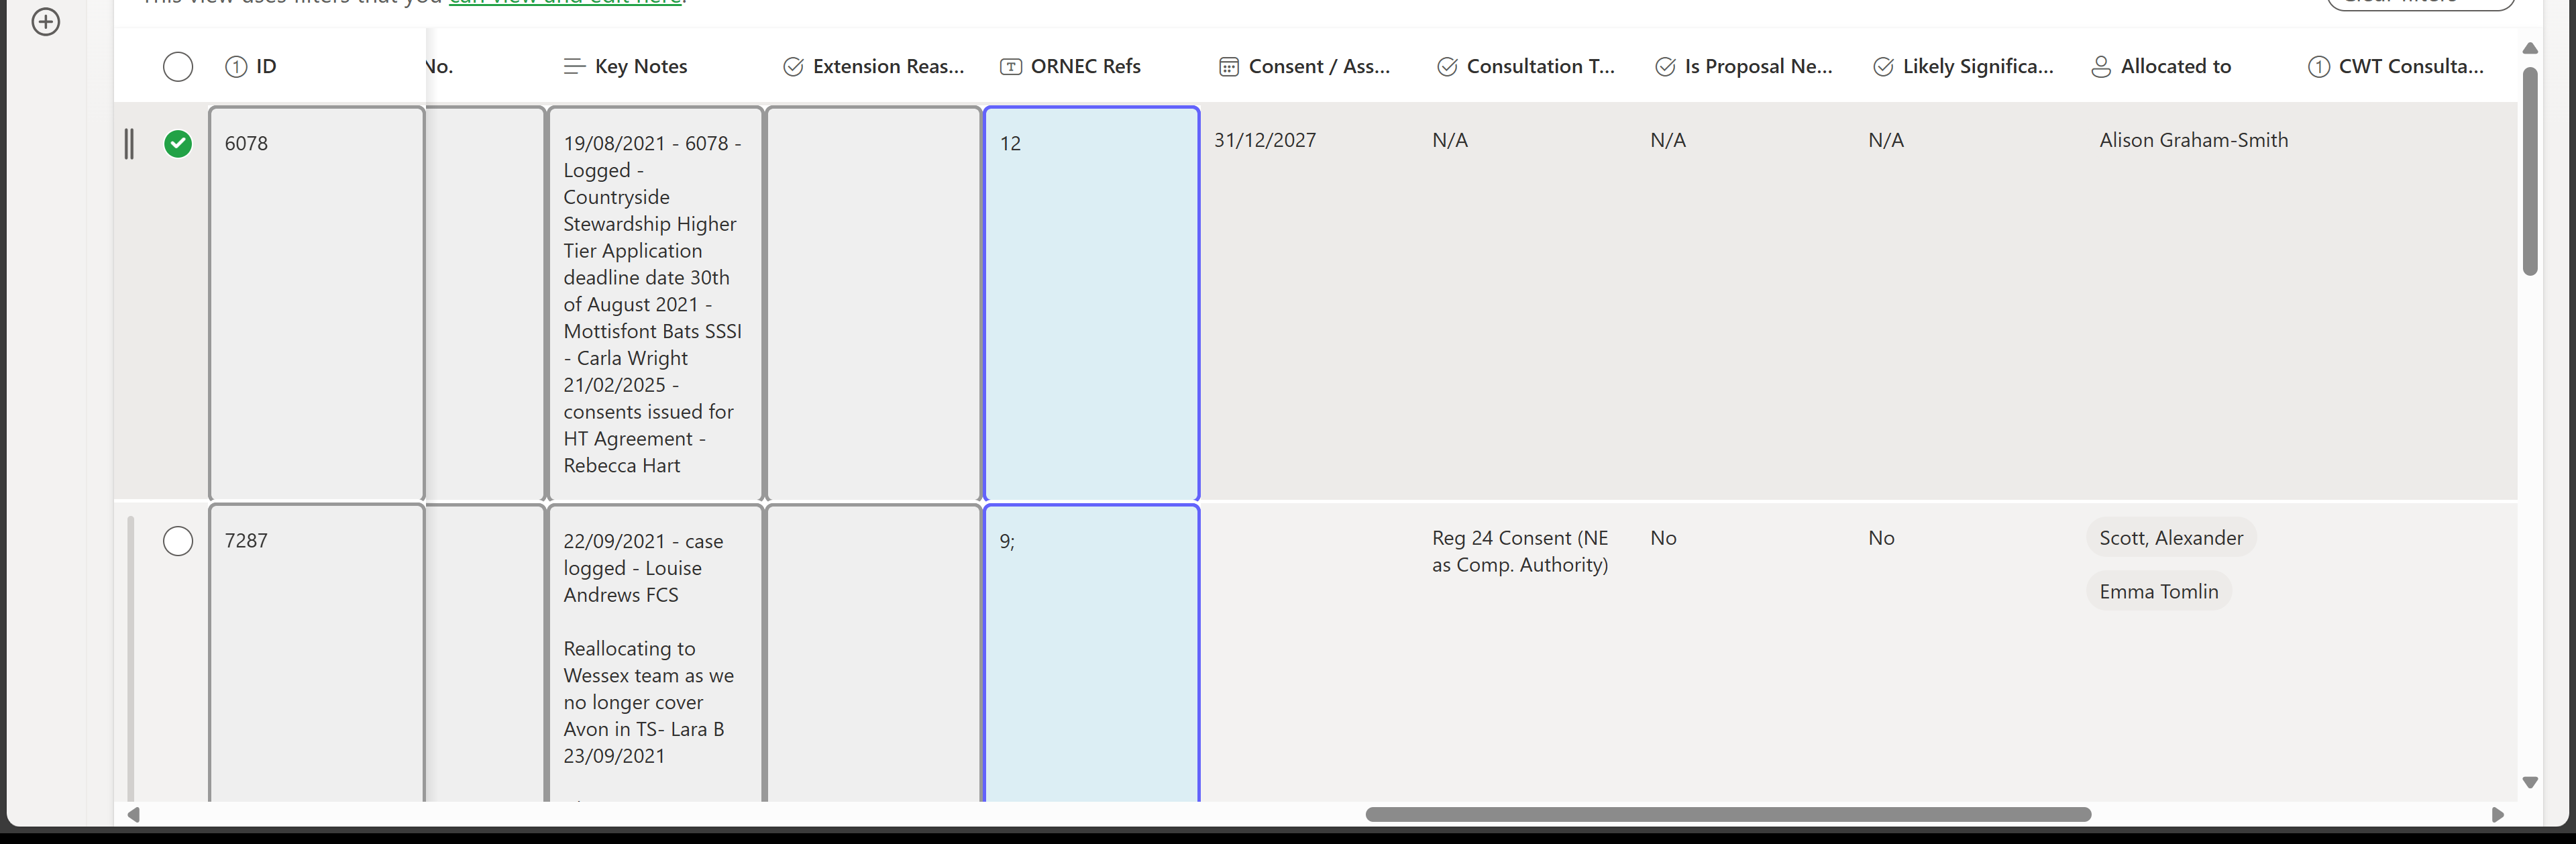 This view uses filters that you can view and edit here.
Clear filters
ID
No.
Key Notes
Extension Reas...
ORNEC Refs
Consent / Ass...
Consultation T...
Is Proposal Ne...
Likely Significa...
Allocated to
CWT Consulta...
6078
19/08/2021 - 6078 -
Logged -
Countryside
Stewardship Higher
Tier Application
deadline date 30th
of August 2021 -
Mottisfont Bats SSSI
- Carla Wright
21/02/2025 -
consents issued for
HT Agreement -
Rebecca Hart
12
31/12/2027
N/A
N/A
N/A
Alison Graham-Smith
7287
22/09/2021 - case
logged - Louise
Andrews FCS
Reallocating to
Wessex team as we
no longer cover
Avon in TS- Lara B
23/09/2021
9;
Reg 24 Consent (NE
as Comp. Authority)
No
No
Scott, Alexander
Emma Tomlin